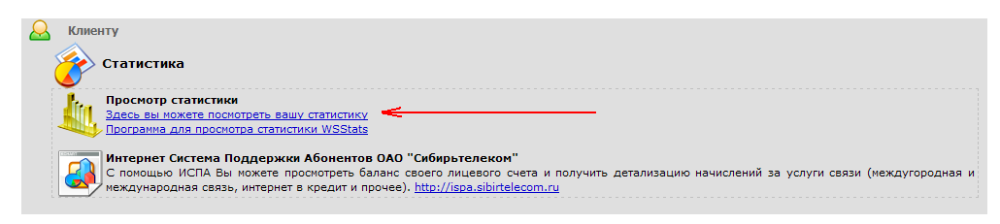 Клиенту
Статистика
Просмотр статистики
Здесь вы можете посмотреть вашу статистику
Программа для просмотра статистики WSStats
Интернет Система Поддержки Абонентов ОАО "Сибирьтелеком"
С помощью ИСПА Вы можете просмотреть баланс своего лицевого счета и получить детализацию начислений за услуги связи (междугородная и
международная связь, интернет в кредит и прочее). http://ispa.sibirtelecom.ru